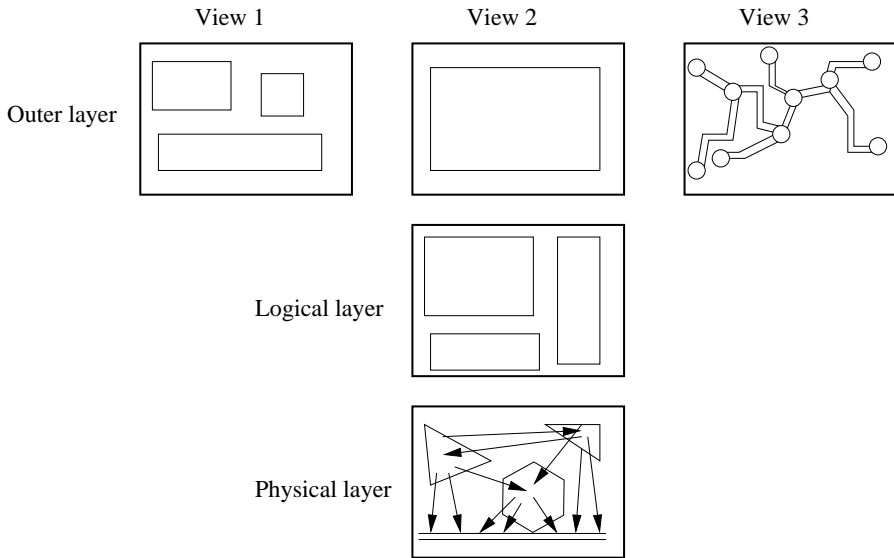 View 1
View 2
View 3
Outer layer
Logical layer
Physical layer